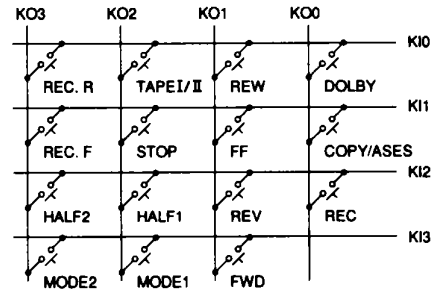 KO3 KO2 KO1 KO0
KI0
REC. R TAPEI/II REW DOLBY
KI1
REC. F STOP FF COPY/ASES
KI2
HALF2 HALF1 REV REC
KI3
MODE2 MODE1 FWD